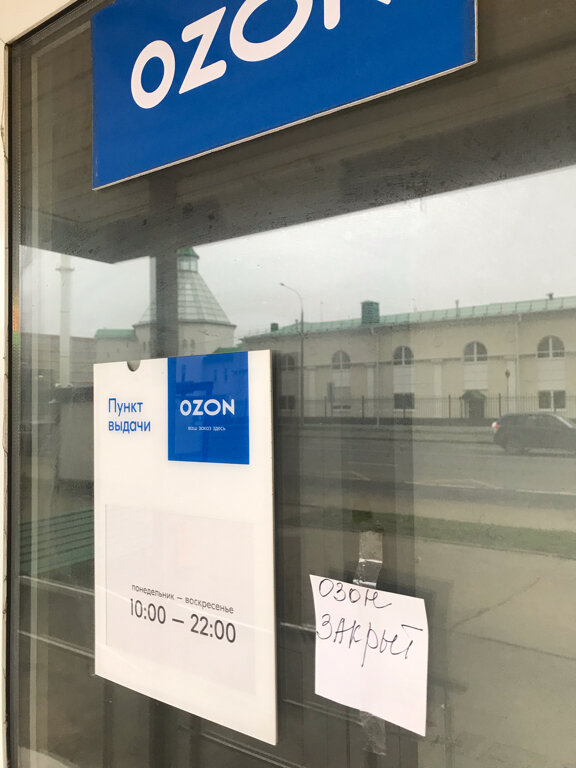 OZON
Пункт
выдачи
OZON
ваш заказ здесь
понедельник — воскресенье
10:00 — 22:00
озон
закрыт